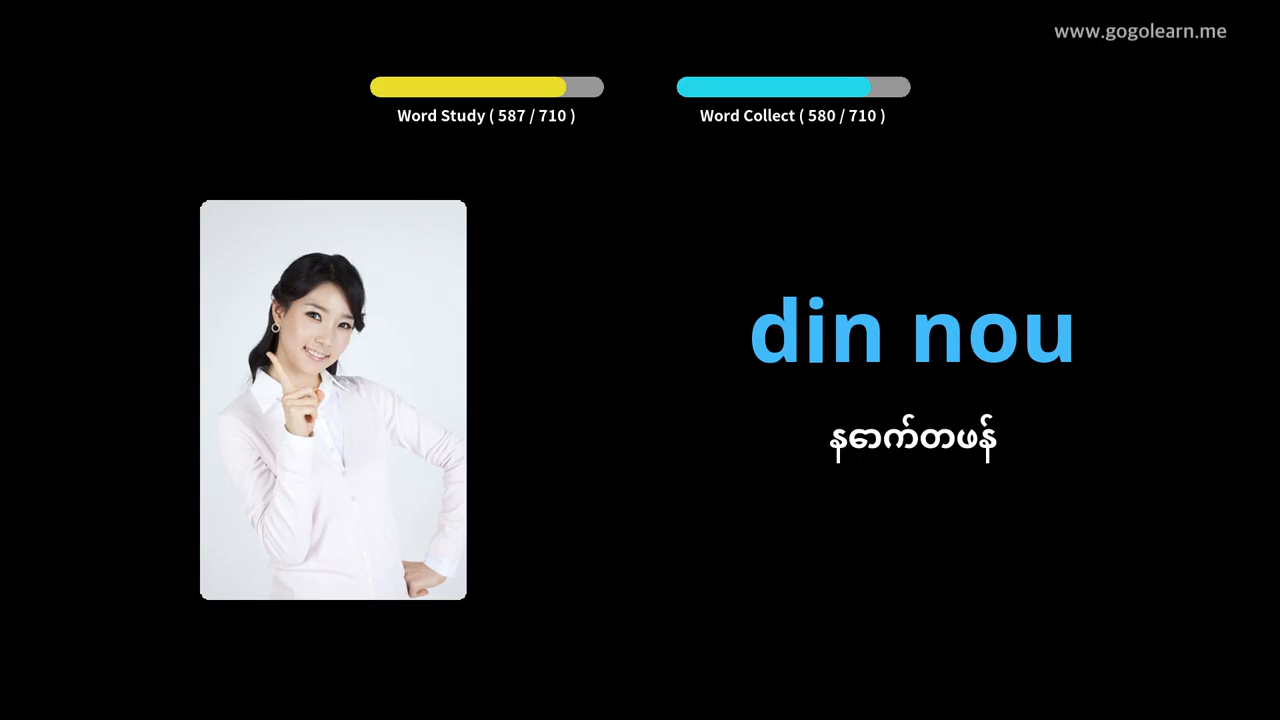 www.gogolearn.me
Word Study ( 587 / 710 )
Word Collect ( 580 / 710 )
din nou
နောက်တဖန်